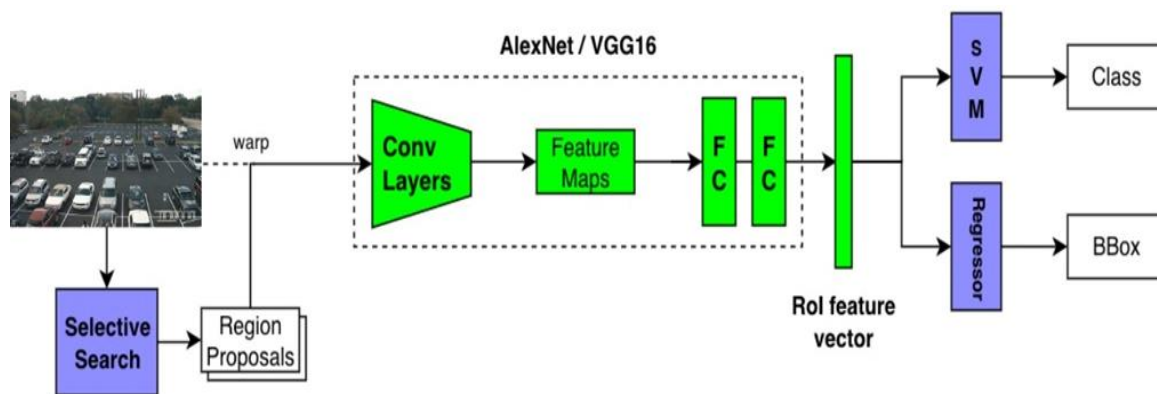 AlexNet / VGG16
warp
Conv
Layers
Feature
Maps
F
C
F
C
RoI feature
vector
S
V
M
Class
Regressor
BBox
Selective
Search
Region
Proposals